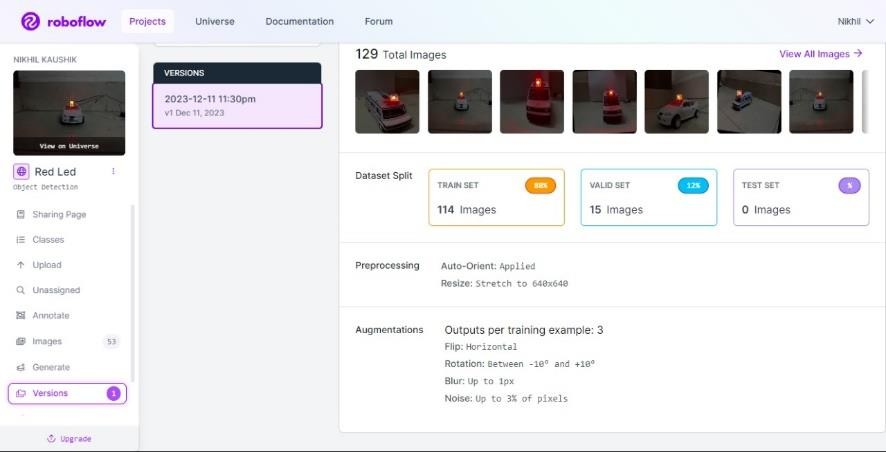 roboflow
Projects
Universe
Documentation
Forum
Nikhil
NIKHIL KAUSHIK
View on Universe
Red Led
Object Detection
Sharing Page
Classes
Upload
Unassigned
Annotate
Images 53
Generate
Versions 1
Upgrade
VERSIONS
2023-12-11 11:30pm
v1 Dec 11, 2023
129 Total Images
View All Images →
Dataset Split
TRAIN SET 88%
114 Images
VALID SET 12%
15 Images
TEST SET %
0 Images
Preprocessing
Auto-Orient: Applied
Resize: Stretch to 640x640
Augmentations
Outputs per training example: 3
Flip: Horizontal
Rotation: Between -10° and +10°
Blur: Up to 1px
Noise: Up to 3% of pixels